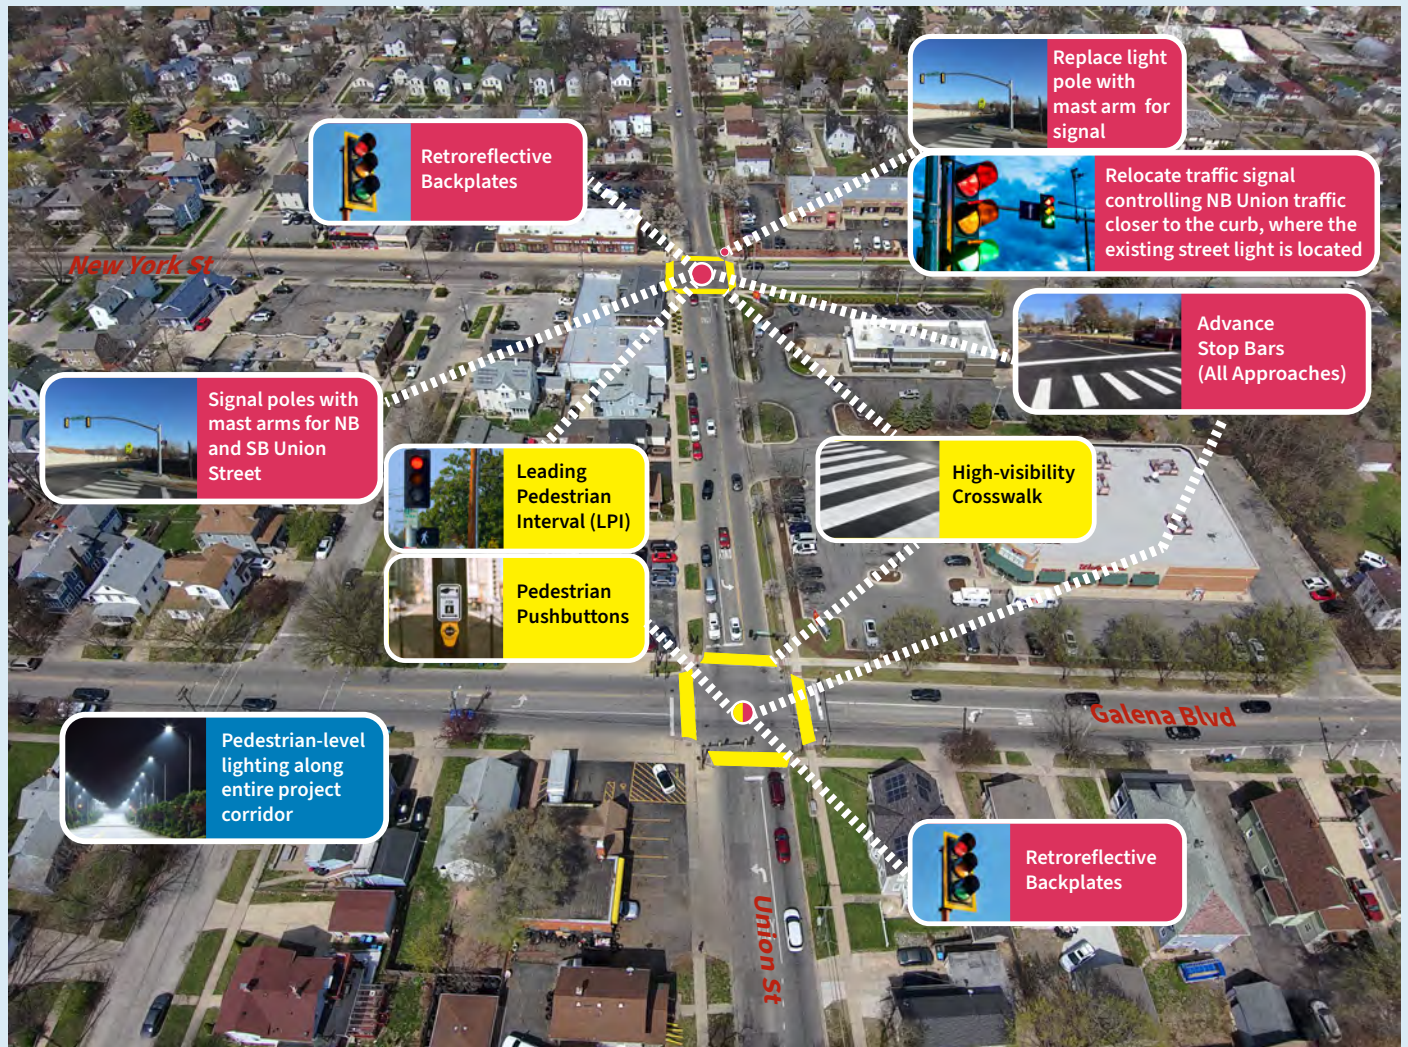 Replace light
pole with
mast arm for
signal
Retroreflective
Backplates
Relocate traffic signal
controlling NB Union traffic
closer to the curb, where the
existing street light is located
New York St
Advance
Stop Bars
(All Approaches)
Signal poles with
mast arms for NB
and SB Union
Street
Leading
Pedestrian
Interval (LPI)
High-visibility
Crosswalk
Pedestrian
Pushbuttons
Galena Blvd
Pedestrian-level
lighting along
entire project
corridor
Retroreflective
Backplates
Union St